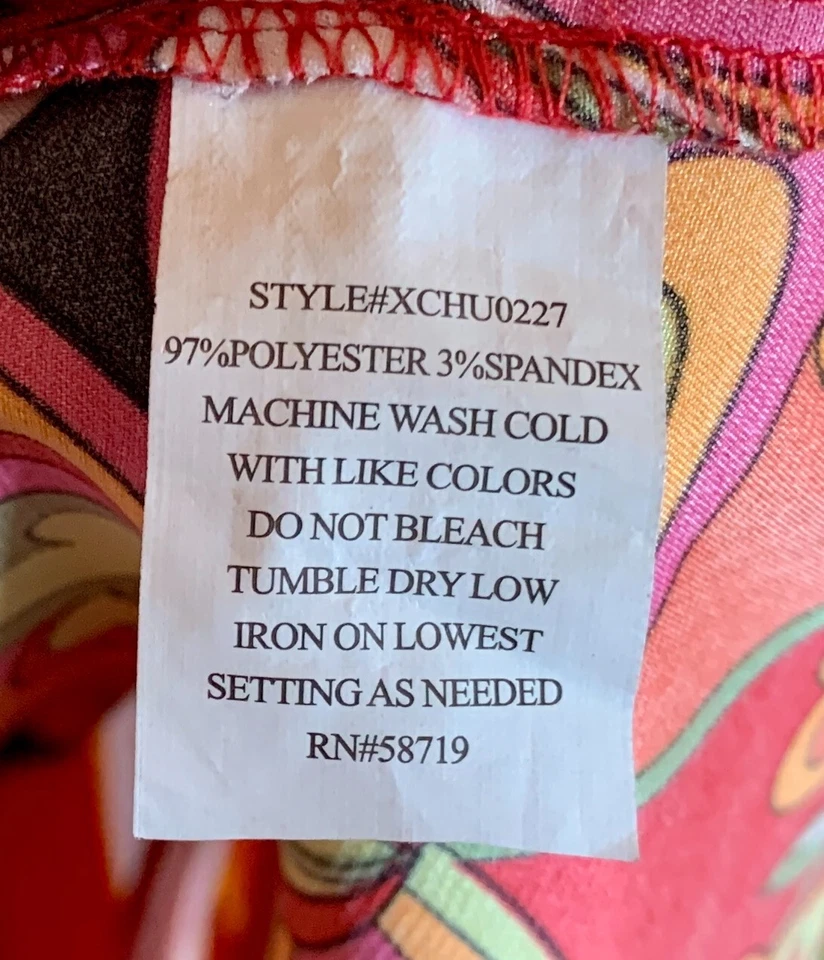 STYLE#XCHU0227
97%POLYESTER 3%SPANDEX
MACHINE WASH COLD
WITH LIKE COLORS
DO NOT BLEACH
TUMBLE DRY LOW
IRON ON LOWEST
SETTING AS NEEDED
RN#58719